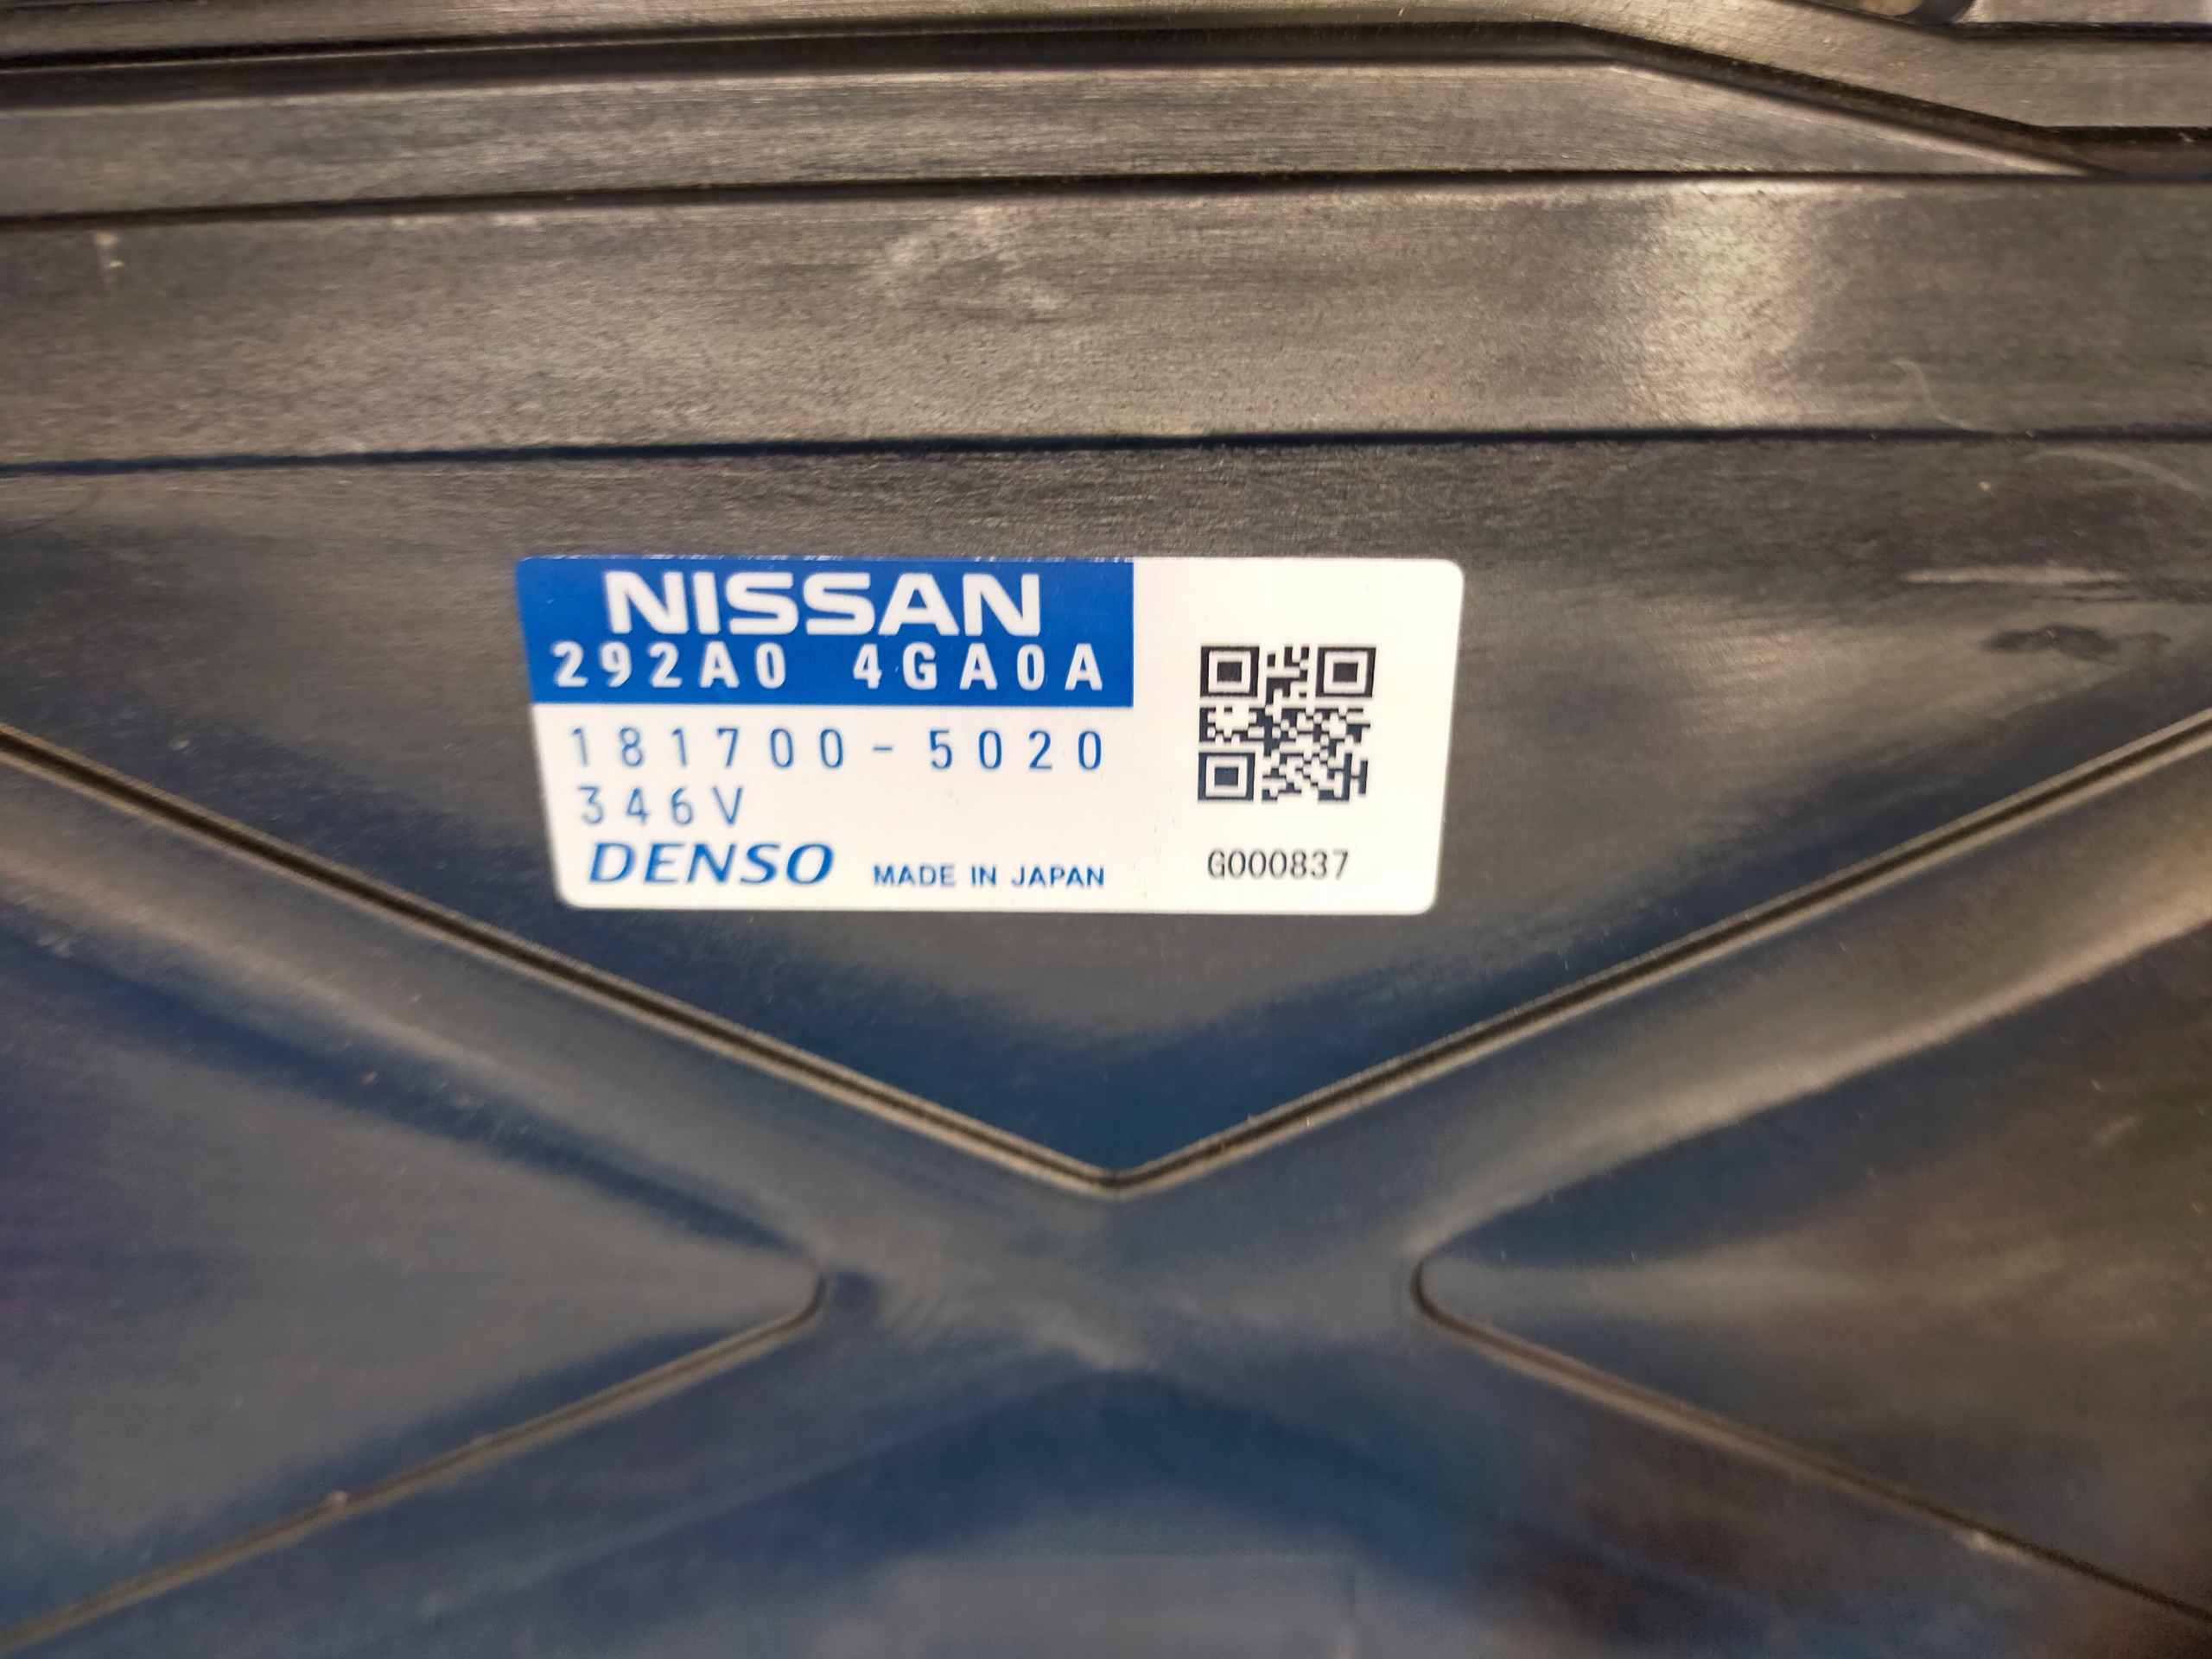 NISSAN
292A0 4GA0A
181700-5020
346V
DENSO MADE IN JAPAN
G000837